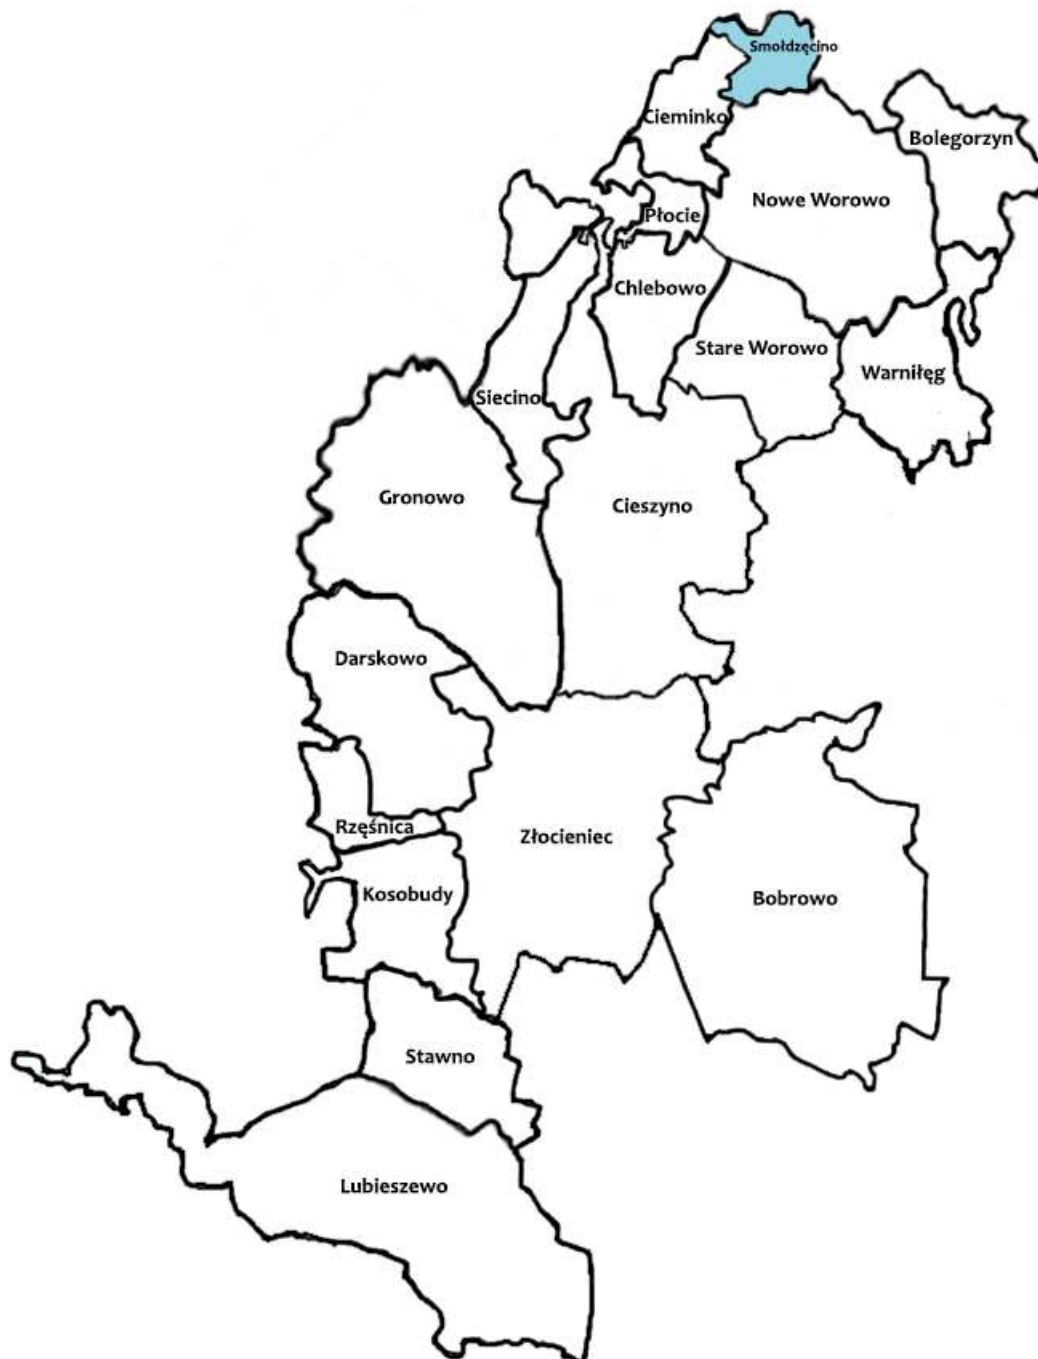 Smołdzęcino
Cieminko
Bolegorzyn
Nowe Worowo
Płocie
Chlebowo
Stare Worowo
Warniłęg
Siecino
Gronowo
Cieszyno
Darskowo
Rzęśnica
Złocieniec
Kosobudy
Bobrowo
Stawno
Lubieszewo